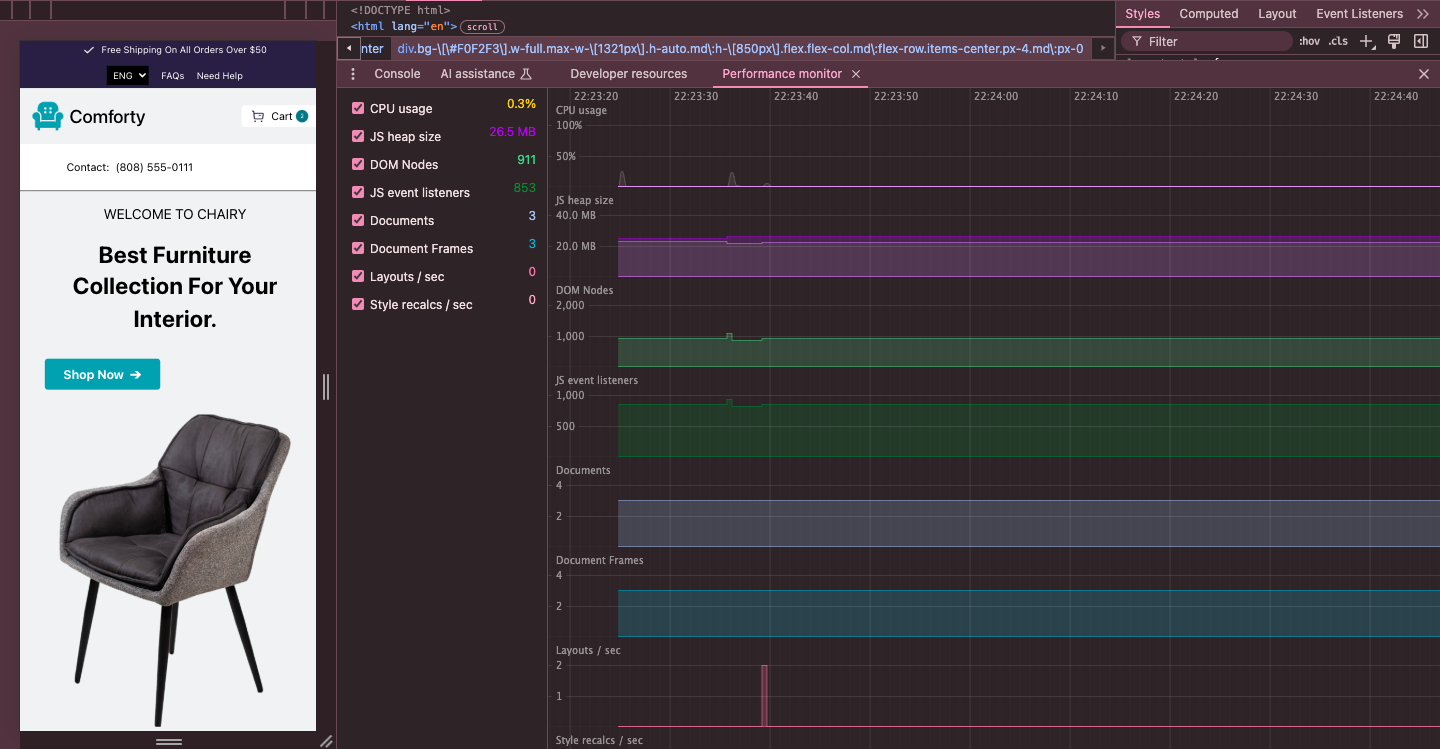 Free Shipping On All Orders Over $50
ENG
FAQs
Need Help
Comforty
Cart
Contact: (808) 555-0111
WELCOME TO CHAIRY
Best Furniture
Collection For Your
Interior.
Shop Now →
<!DOCTYPE html>
<html lang="en">
scroll
nter
div.bg-\[\#F0F2F3\].w-full.max-w-\[1321px\].h-auto.md\:h-\[850px\].flex.flex-col.md\:flex-row.items-center.px-4.md\:px-0
Styles
Computed
Layout
Event Listeners
Filter
:hov
.cls
Console
AI assistance
Developer resources
Performance monitor
CPU usage
0.3%
JS heap size
26.5 MB
DOM Nodes
911
JS event listeners
853
Documents
3
Document Frames
3
Layouts / sec
0
Style recalcs / sec
0
22:23:20
22:23:30
22:23:40
22:23:50
22:24:00
22:24:10
22:24:20
22:24:30
22:24:40
CPU usage
100%
50%
JS heap size
40.0 MB
20.0 MB
DOM Nodes
2,000
1,000
JS event listeners
1,000
500
Documents
4
2
Document Frames
4
2
Layouts / sec
2
1
Style recalcs / sec